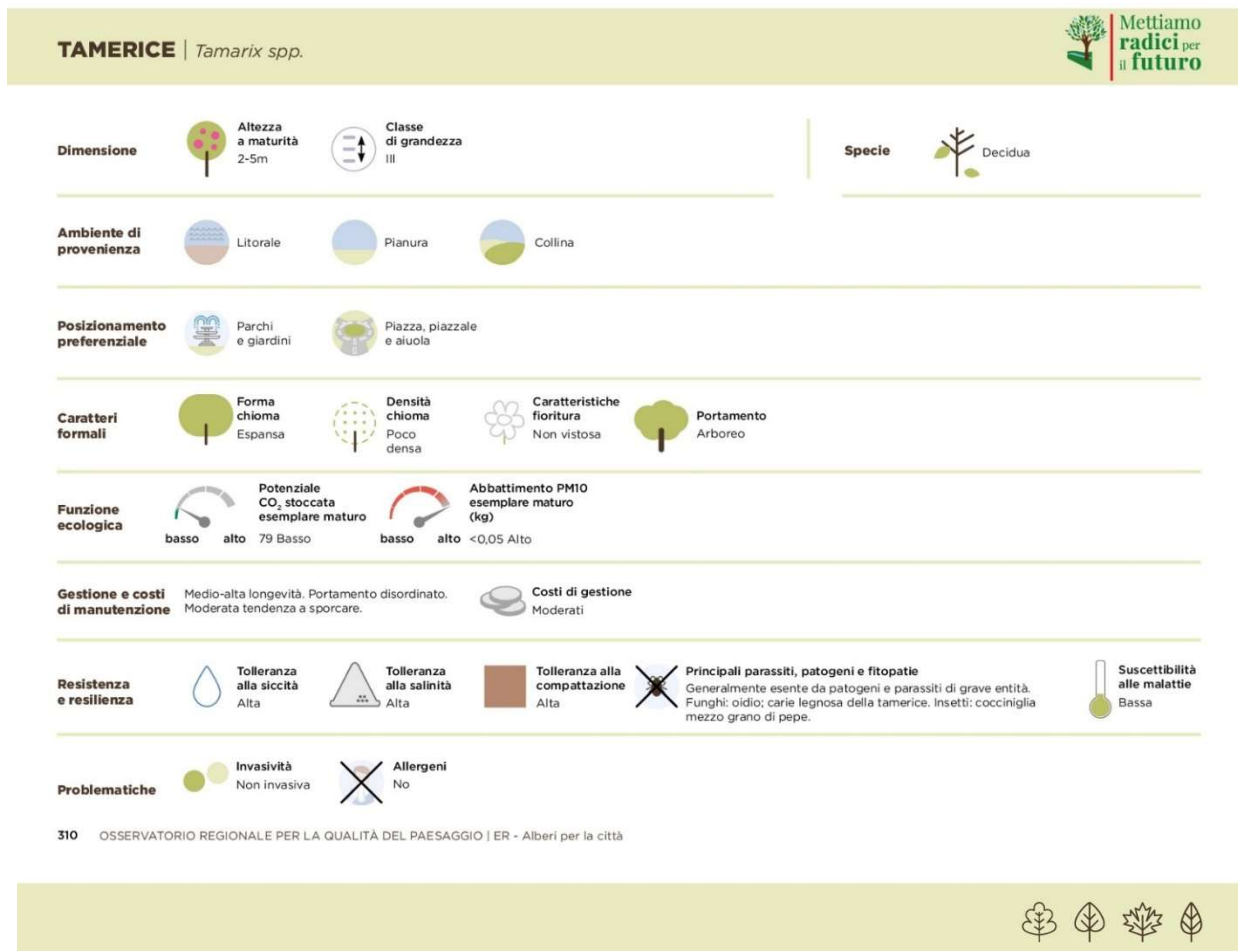 TAMERICE | Tamarix spp.
Mettiamo
radici per
il futuro
Dimensione
Altezza
a maturità
2-5m
Classe
di grandezza
III
Specie
Decidua
Ambiente di
provenienza
Litorale
Pianura
Collina
Posizionamento
preferenziale
Parchi
e giardini
Piazza, piazzale
e aiuola
Caratteri
formali
Forma
chioma
Espansa
Densità
chioma
Poco
densa
Caratteristiche
fioritura
Non vistosa
Portamento
Arboreo
Funzione
ecologica
basso alto
Potenziale
CO₂ stoccata
esemplare maturo
79 Basso
basso alto
Abbattimento PM10
esemplare maturo
(kg)
<0,05 Alto
Gestione e costi
di manutenzione
Medio-alta longevità. Portamento disordinato.
Moderata tendenza a sporcare.
Costi di gestione
Moderati
Resistenza
e resilienza
Tolleranza
alla siccità
Alta
Tolleranza
alla salinità
Alta
Tolleranza alla
compattazione
Alta
Principali parassiti, patogeni e fitopatie
Generalmente esente da patogeni e parassiti di grave entità.
Funghi: oidio; carie legnosa della tamerice. Insetti: cocciniglia
mezzo grano di pepe.
Suscettibilità
alle malattie
Bassa
Problematiche
Invasività
Non invasiva
Allergeni
No
310 OSSERVATORIO REGIONALE PER LA QUALITÀ DEL PAESAGGIO | ER - Alberi per la città